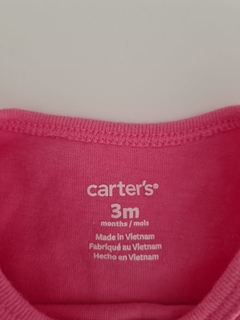 carter's®
3m
months / mois
Made in Vietnam
Fabriqué au Vietnam
Hecho en Vietnam